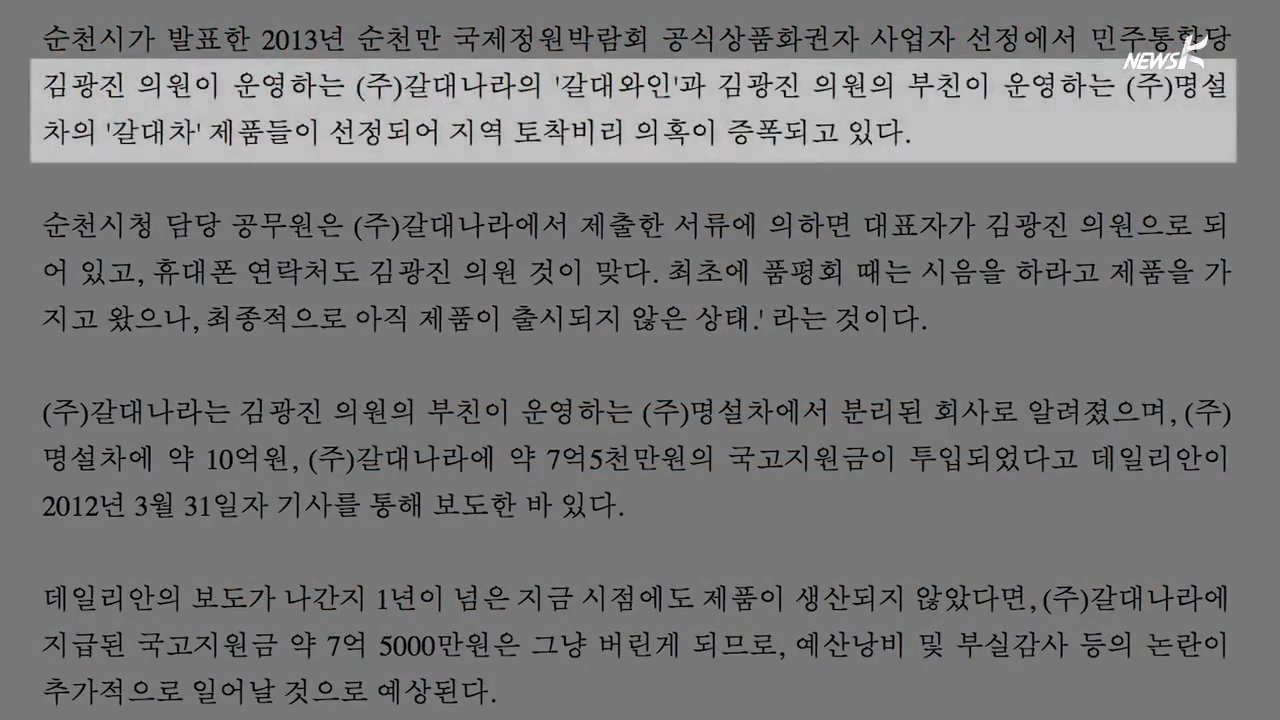 순천시가 발표한 2013년 순천만 국제정원박람회 공식상품화권자 사업자 선정에서 민주통합당
NEWS K
김광진 의원이 운영하는 (주)갈대나라의 '갈대와인'과 김광진 의원의 부친이 운영하는 (주)명설
차의 '갈대차' 제품들이 선정되어 지역 토착비리 의혹이 증폭되고 있다.
순천시청 담당 공무원은 (주)갈대나라에서 제출한 서류에 의하면 대표자가 김광진 의원으로 되
어 있고, 휴대폰 연락처도 김광진 의원 것이 맞다. 최초에 품평회 때는 시음을 하라고 제품을 가
지고 왔으나, 최종적으로 아직 제품이 출시되지 않은 상태.' 라는 것이다.
(주)갈대나라는 김광진 의원의 부친이 운영하는 (주)명설차에서 분리된 회사로 알려졌으며, (주)
명설차에 약 10억원, (주)갈대나라에 약 7억5천만원의 국고지원금이 투입되었다고 데일리안이
2012년 3월 31일자 기사를 통해 보도한 바 있다.
데일리안의 보도가 나간지 1년이 넘은 지금 시점에도 제품이 생산되지 않았다면, (주)갈대나라에
지급된 국고지원금 약 7억 5000만원은 그냥 버린게 되므로, 예산낭비 및 부실감사 등의 논란이
추가적으로 일어날 것으로 예상된다.